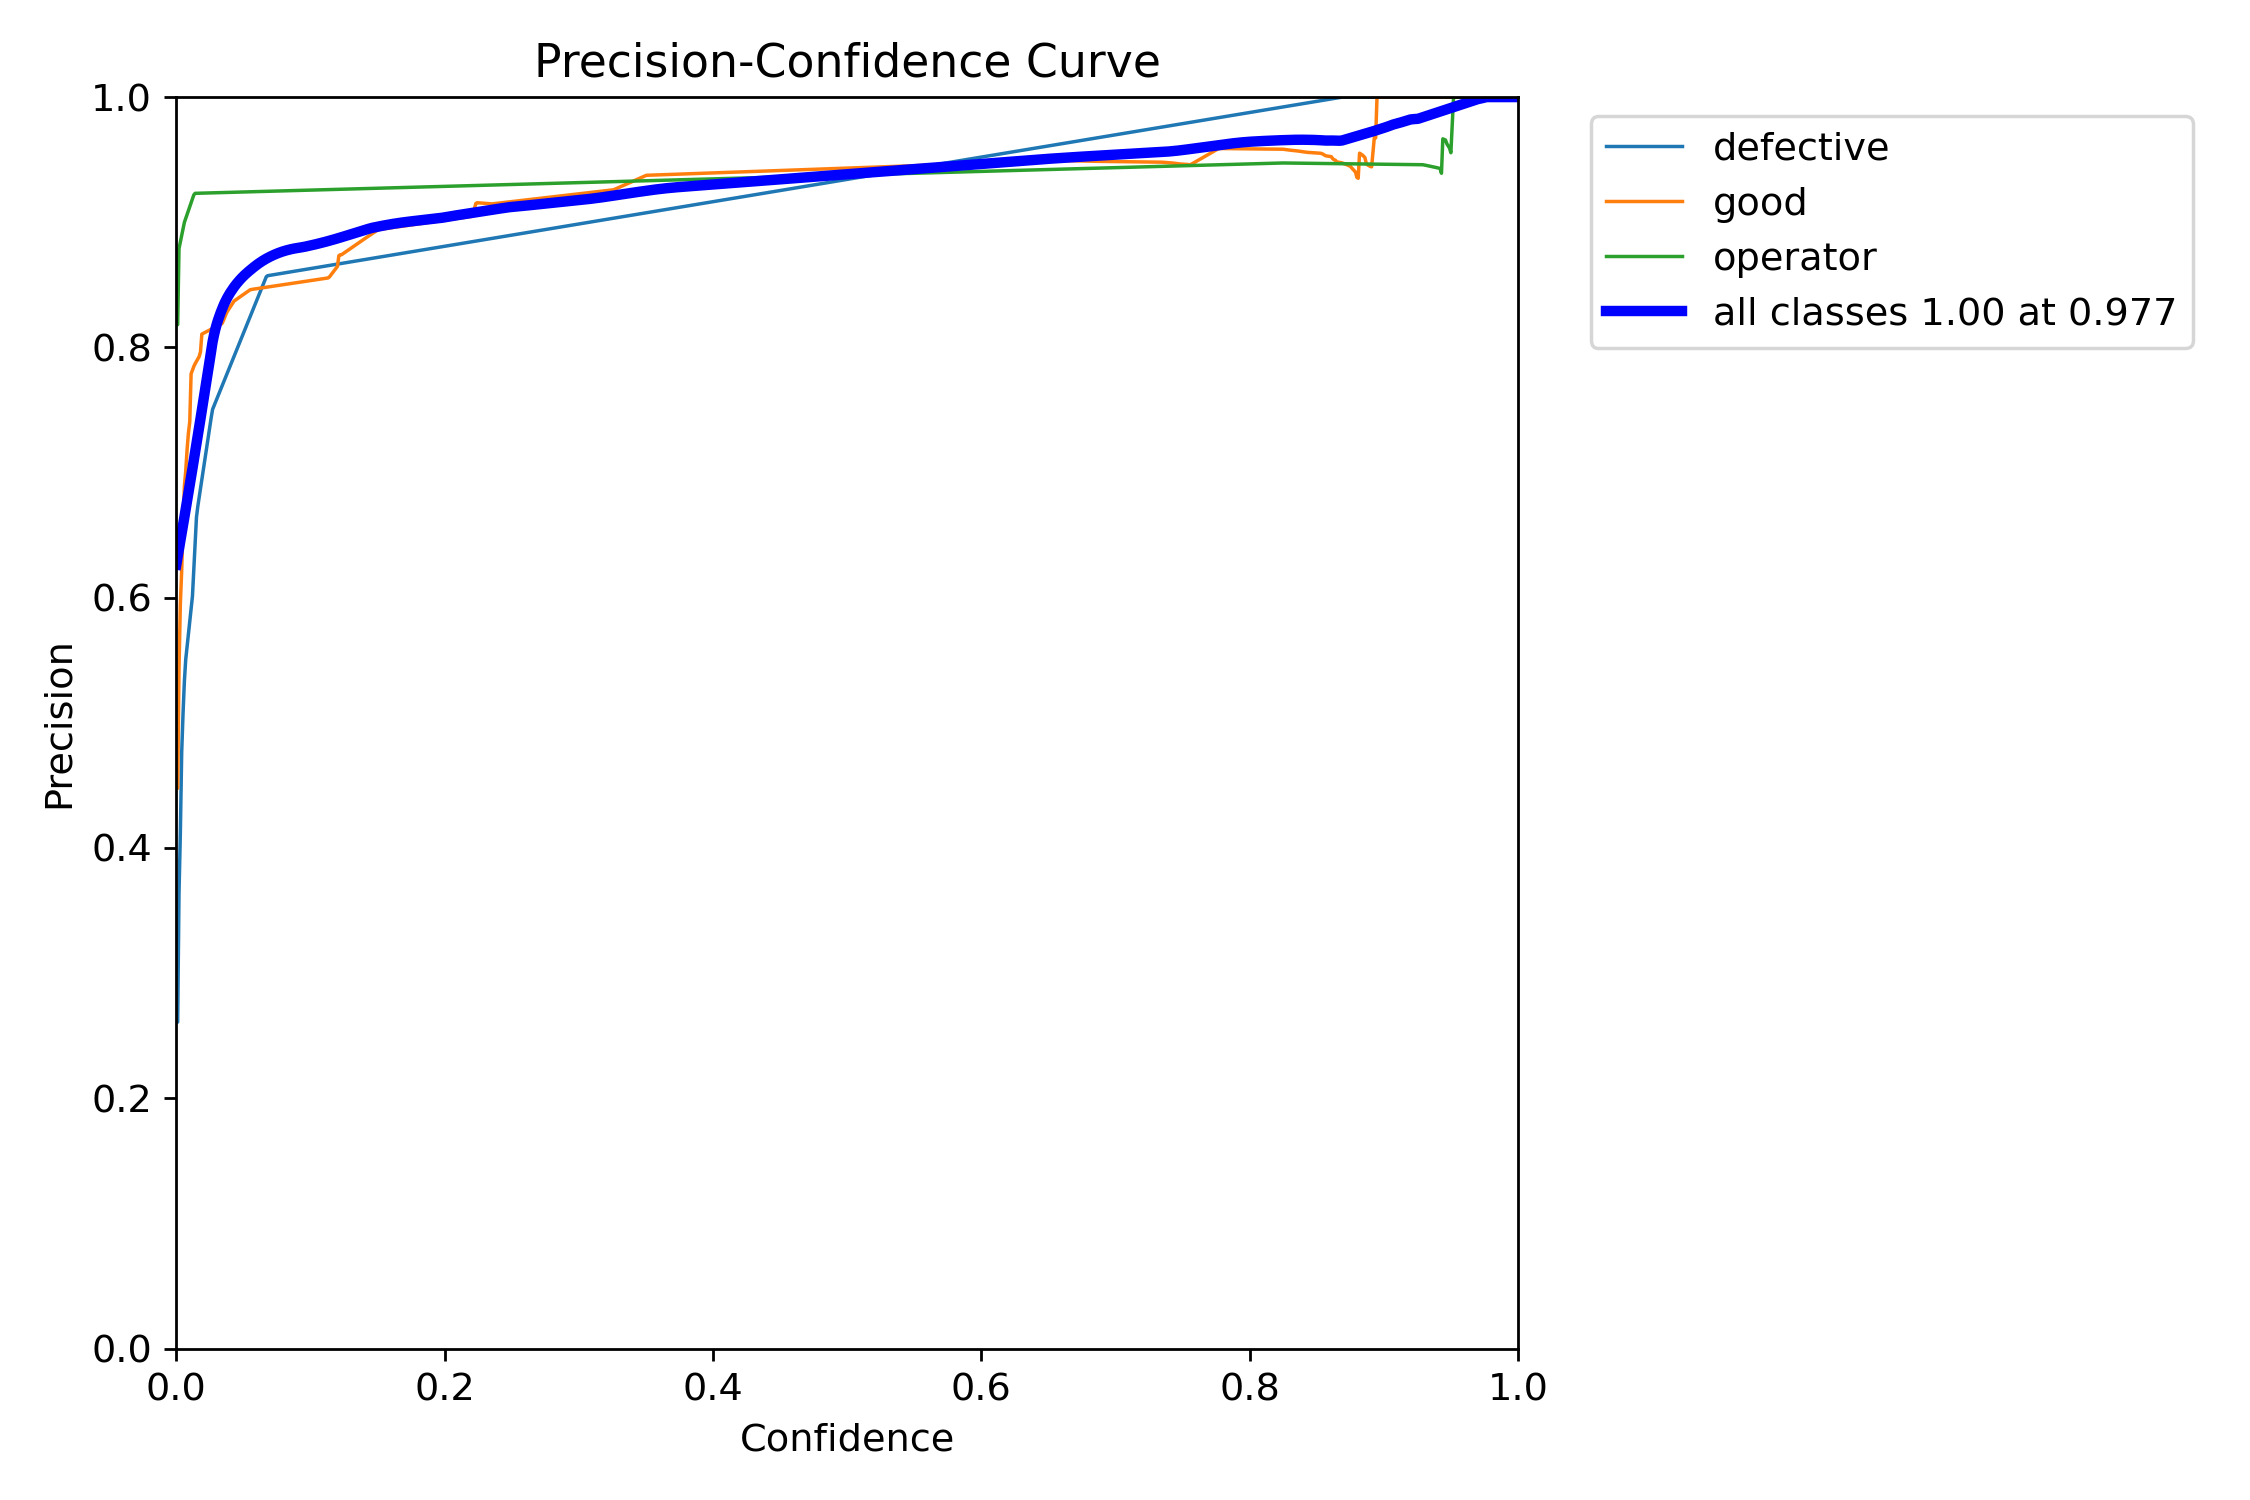 Precision-Confidence Curve
1.0
0.8
0.6
0.4
0.2
0.0
Precision
0.0 0.2 0.4 0.6 0.8 1.0
Confidence
defective
good
operator
all classes 1.00 at 0.977